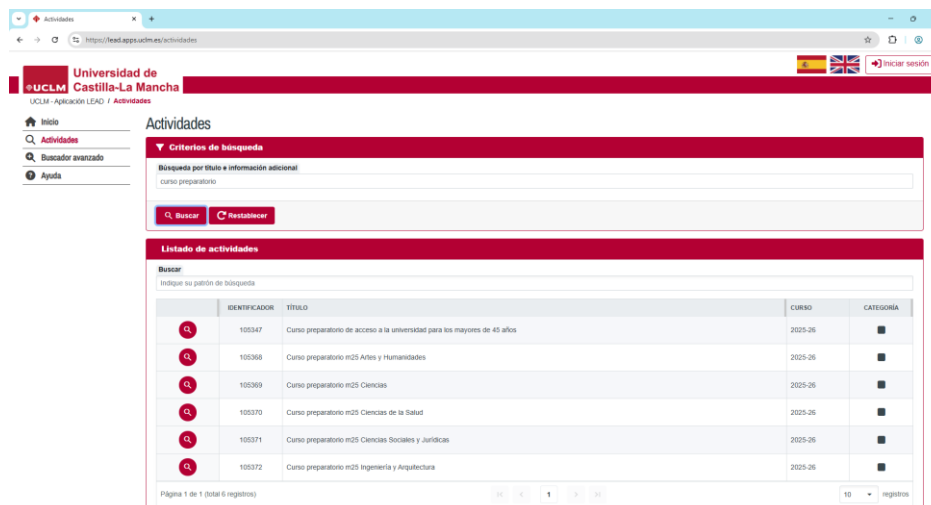 Actividades
https://lead.apps.uclm.es/actividades
Iniciar sesión
Universidad de
UCLM Castilla-La Mancha
UCLM - Aplicación LEAD / Actividades
Inicio
Actividades
Buscador avanzado
Ayuda
Actividades
Criterios de búsqueda
Búsqueda por título e información adicional
curso preparatorio
Buscar Restablecer
Listado de actividades
Buscar
Indique su patrón de búsqueda
IDENTIFICADOR TÍTULO CURSO CATEGORÍA
105347 Curso preparatorio de acceso a la universidad para los mayores de 45 años 2025-26
105368 Curso preparatorio m25 Artes y Humanidades 2025-26
105369 Curso preparatorio m25 Ciencias 2025-26
105370 Curso preparatorio m25 Ciencias de la Salud 2025-26
105371 Curso preparatorio m25 Ciencias Sociales y Jurídicas 2025-26
105372 Curso preparatorio m25 Ingeniería y Arquitectura 2025-26
Página 1 de 1 (total 6 registros) 1 10 registros